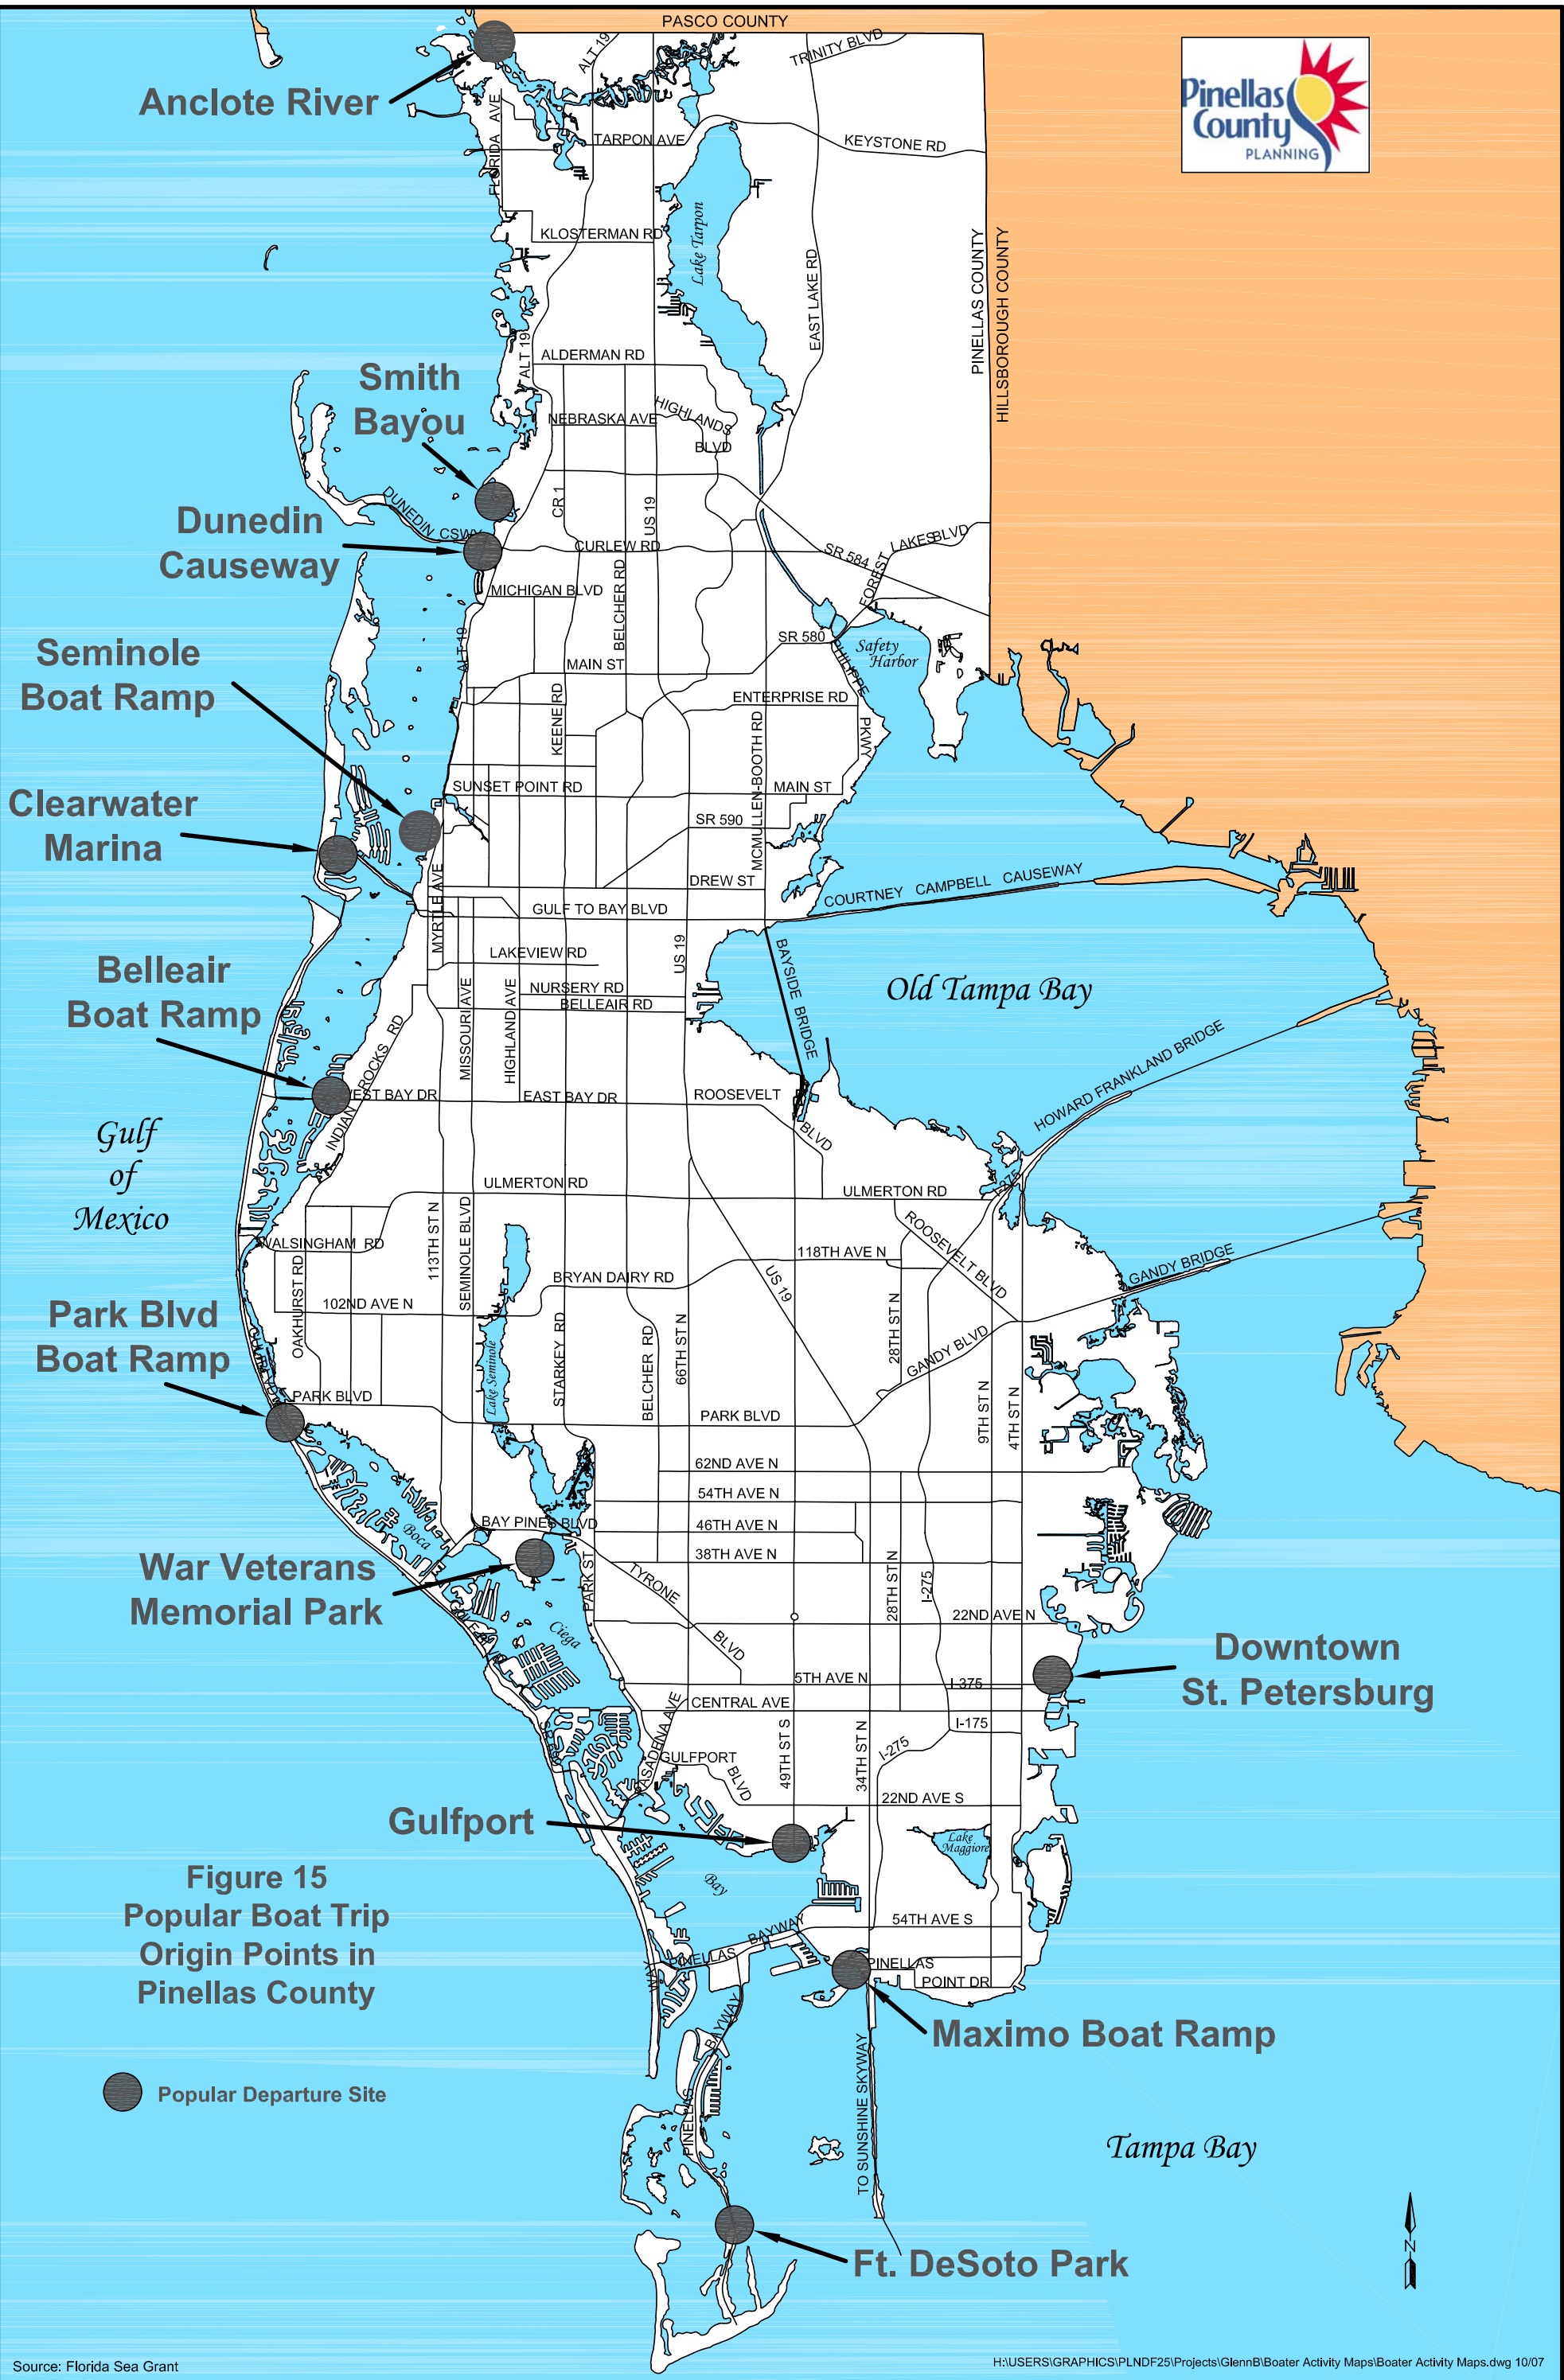 PASCO COUNTY
ALT 19
TRINITY BLVD
Pinellas
County
PLANNING
Anclote River
FLORIDA AVE
TARPON AVE
KEYSTONE RD
KLOSTERMAN RD
Lake Tarpon
EAST LAKE RD
PINELLAS COUNTY
HILLSBOROUGH COUNTY
ALT 19
ALDERMAN RD
Smith
Bayou
NEBRASKA AVE
HIGHLANDS
BLVD
DUNEDIN CSWY
CR 1
US 19
Dunedin
Causeway
CURLEW RD
SR 584
FOREST
LAKES BLVD
MICHIGAN BLVD
BELCHER RD
ALT 19
SR 580
Safety
Harbor
PHILIPPE
PKWY
MAIN ST
Seminole
Boat Ramp
KEENE RD
ENTERPRISE RD
MCMULLEN-BOOTH RD
SUNSET POINT RD
MAIN ST
Clearwater
Marina
SR 590
MYRTLE AVE
DREW ST
COURTNEY CAMPBELL CAUSEWAY
GULF TO BAY BLVD
US 19
LAKEVIEW RD
BAYSIDE BRIDGE
Old Tampa Bay
Belleair
Boat Ramp
NURSERY RD
BELLEAIR RD
MISSOURI AVE
HIGHLAND AVE
INDIAN ROCKS RD
HOWARD FRANKLAND BRIDGE
WEST BAY DR
EAST BAY DR
ROOSEVELT
BLVD
Gulf
of
Mexico
ULMERTON RD
ULMERTON RD
I-275
WALSINGHAM RD
113TH ST N
SEMINOLE BLVD
ROOSEVELT BLVD
118TH AVE N
GANDY BRIDGE
OAKHURST RD
BRYAN DAIRY RD
US 19
102ND AVE N
Park Blvd
Boat Ramp
Lake Seminole
STARKEY RD
BELCHER RD
66TH ST N
28TH ST N
GANDY BLVD
9TH ST N
4TH ST N
PARK BLVD
PARK BLVD
62ND AVE N
54TH AVE N
BAY PINES BLVD
46TH AVE N
Boca
38TH AVE N
War Veterans
Memorial Park
PARK ST
TYRONE
BLVD
28TH ST N
I-275
22ND AVE N
Ciega
Downtown
St. Petersburg
5TH AVE N
I-375
CENTRAL AVE
I-175
PASADENA AVE
GULFPORT
BLVD
49TH ST S
34TH ST N
I-275
22ND AVE S
Gulfport
Lake
Maggiore
Bay
Figure 15
Popular Boat Trip
Origin Points in
Pinellas County
54TH AVE S
PINELLAS BAYWAY
WAY
PINELLAS
POINT DR
Maximo Boat Ramp
PINELLAS BAYWAY
TO SUNSHINE SKYWAY
Popular Departure Site
Tampa Bay
Ft. DeSoto Park
N
Source: Florida Sea Grant
H:\USERS\GRAPHICS\PLNDF25\Projects\GlennB\Boater Activity Maps\Boater Activity Maps.dwg 10/07